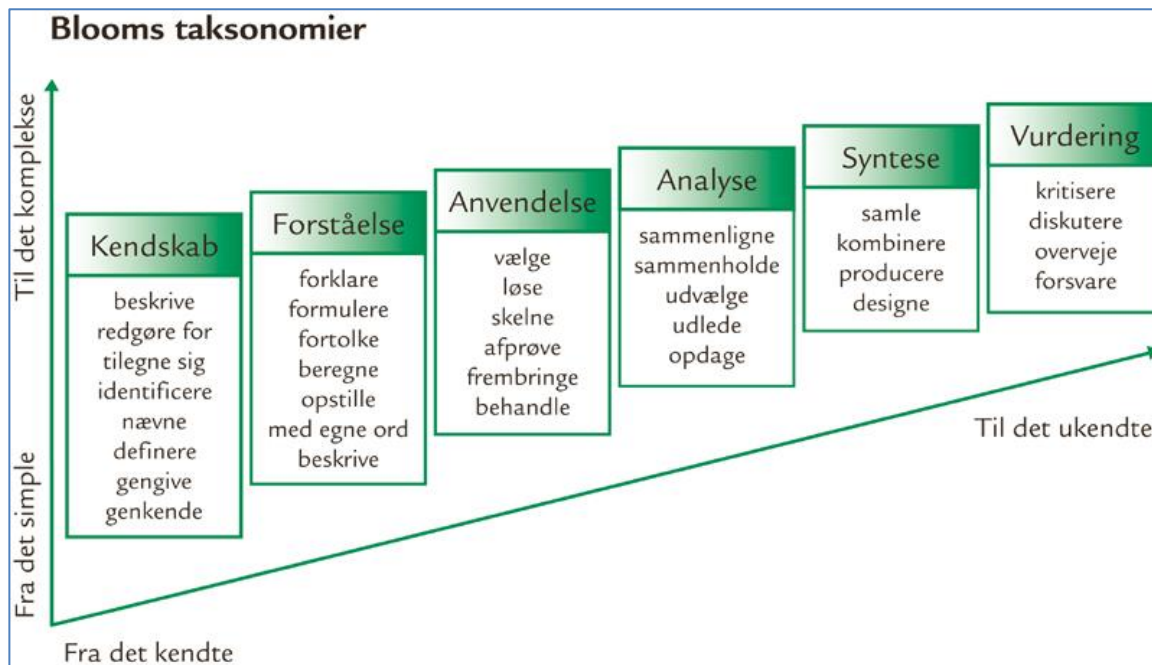 Blooms taksonomier
Til det komplekse
Fra det simple
Kendskab
beskrive
redgøre for
tilegne sig
identificere
nævne
definere
gengive
genkende
Forståelse
forklare
formulere
fortolke
beregne
opstille
med egne ord
beskrive
Anvendelse
vælge
løse
skelne
afprøve
frembringe
behandle
Analyse
sammenligne
sammenholde
udvælge
udlede
opdage
Syntese
samle
kombinere
producere
designe
Vurdering
kritisere
diskutere
overveje
forsvare
Til det ukendte
Fra det kendte